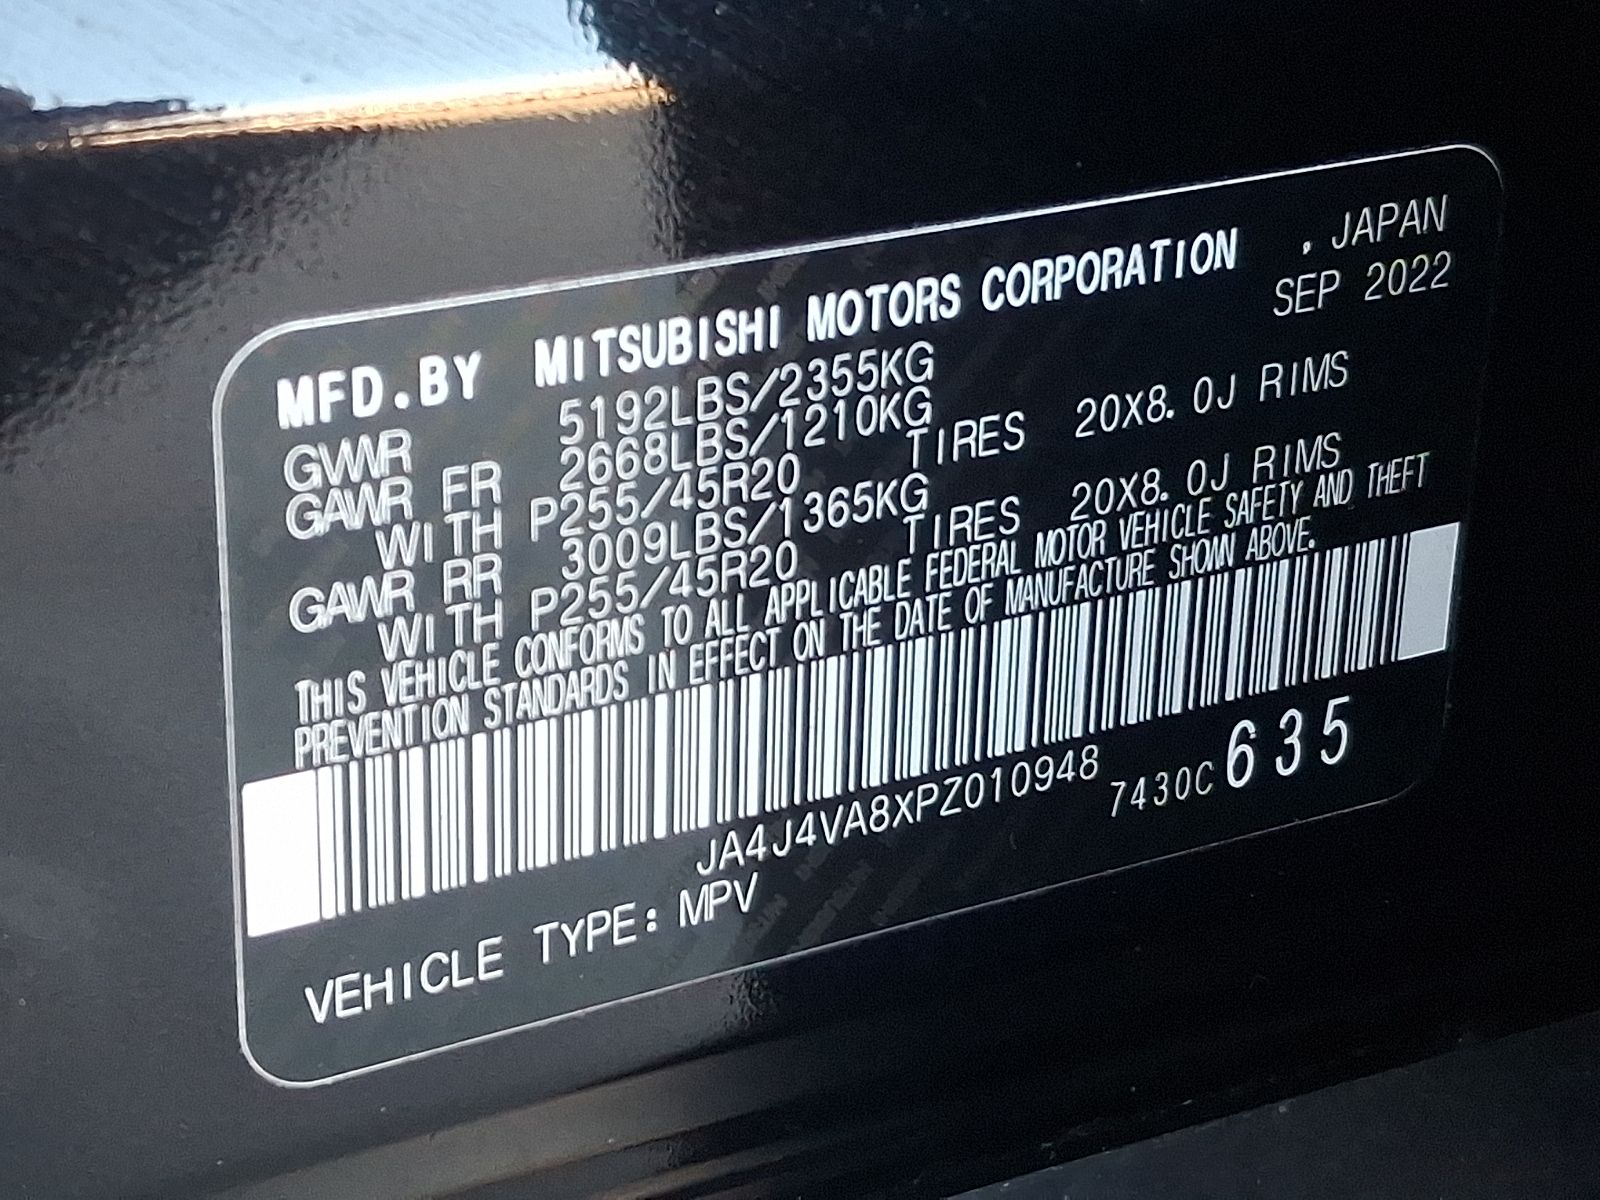 MFD.BY MITSUBISHI MOTORS CORPORATION , JAPAN
SEP 2022
GVWR 5192LBS/2355KG
GAWR FR 2668LBS/1210KG
WITH P255/45R20 TIRES 20X8.0J RIMS
GAWR RR 3009LBS/1365KG
WITH P255/45R20 TIRES 20X8.0J RIMS
THIS VEHICLE CONFORMS TO ALL APPLICABLE FEDERAL MOTOR VEHICLE SAFETY AND THEFT
PREVENTION STANDARDS IN EFFECT ON THE DATE OF MANUFACTURE SHOWN ABOVE.
JA4J4VA8XPZ010948 7430C 635
VEHICLE TYPE: MPV